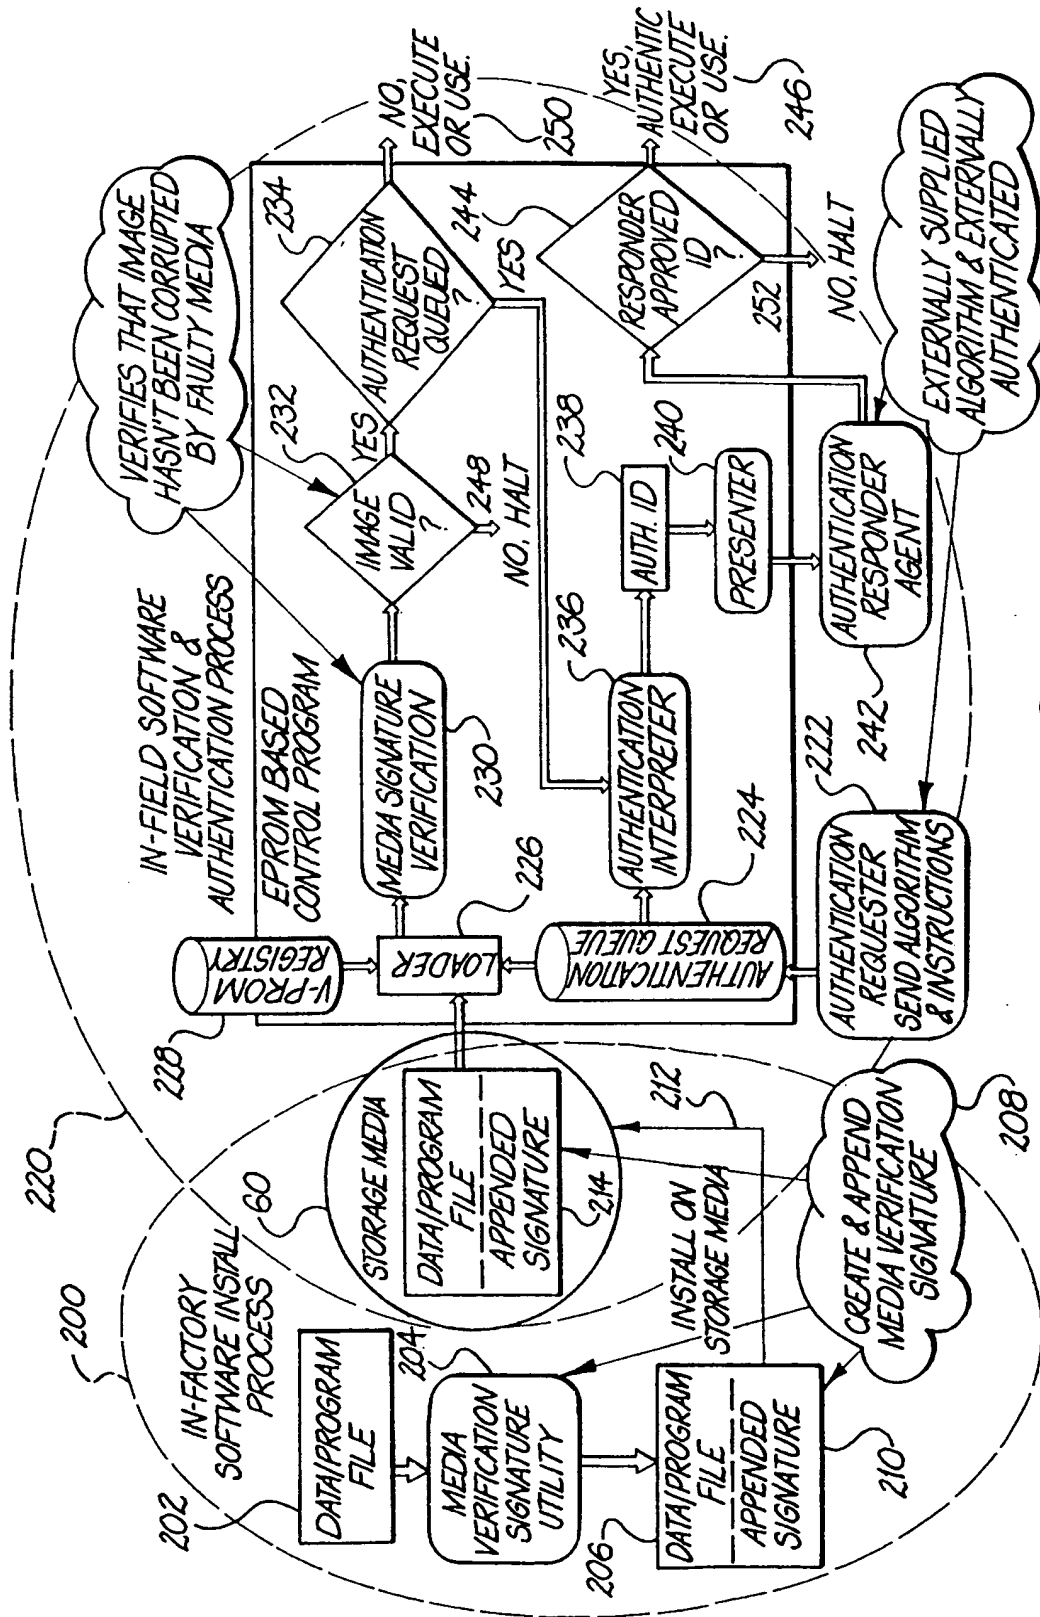 200
IN-FACTORY
SOFTWARE INSTALL
PROCESS
202
DATA/PROGRAM
FILE
204
MEDIA
VERIFICATION
SIGNATURE
UTILITY
206
DATA/PROGRAM
FILE
APPENDED
SIGNATURE
210
INSTALL ON
STORAGE MEDIA
212
CREATE & APPEND
MEDIA VERIFICATION
SIGNATURE
208
60
STORAGE MEDIA
DATA/PROGRAM
FILE
APPENDED
SIGNATURE
214
220
IN-FIELD SOFTWARE
VERIFICATION &
AUTHENTICATION PROCESS
VERIFIES THAT IMAGE
HASN'T BEEN CORRUPTED
BY FAULTY MEDIA
228
V-PROM
REGISTRY
EPROM BASED
CONTROL PROGRAM
LOADER
226
MEDIA SIGNATURE
VERIFICATION
230
IMAGE
VALID
?
232
YES
248
NO, HALT
AUTHENTICATION
REQUEST
QUEUED
?
234
YES
NO,
EXECUTE
OR USE.
250
AUTHENTICATION
REQUEST QUEUE
224
AUTHENTICATION
INTERPRETER
236
AUTH. ID
238
PRESENTER
240
RESPONDER
APPROVED
ID
?
244
252
NO, HALT
YES,
AUTHENTIC
EXECUTE
OR USE.
246
AUTHENTICATION
REQUESTER
SEND ALGORITHM
& INSTRUCTIONS
222
AUTHENTICATION
RESPONDER
AGENT
242
EXTERNALLY SUPPLIED
ALGORITHM & EXTERNALLY
AUTHENTICATED